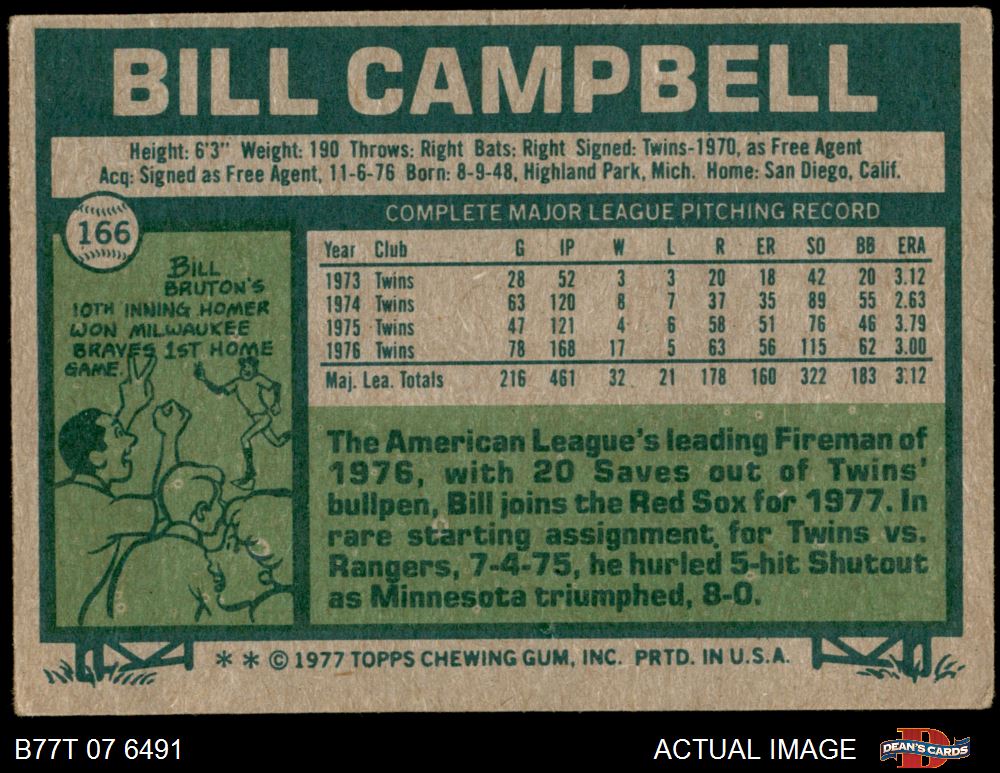 BILL CAMPBELL
Height: 6'3" Weight: 190 Throws: Right Bats: Right Signed: Twins-1970, as Free Agent
Acq: Signed as Free Agent, 11-6-76 Born: 8-9-48, Highland Park, Mich. Home: San Diego, Calif.
166
BILL
BRUTON'S
10TH INNING HOMER
WON MILWAUKEE
BRAVES 1ST HOME
GAME.
COMPLETE MAJOR LEAGUE PITCHING RECORD
Year Club G IP W L R ER SO BB ERA
1973 Twins 28 52 3 3 20 18 42 20 3.12
1974 Twins 63 120 8 7 37 35 89 55 2.63
1975 Twins 47 121 4 6 58 51 76 46 3.79
1976 Twins 78 168 17 5 63 56 115 62 3.00
Maj. Lea. Totals 216 461 32 21 178 160 322 183 3.12
The American League's leading Fireman of
1976, with 20 Saves out of Twins'
bullpen, Bill joins the Red Sox for 1977. In
rare starting assignment for Twins vs.
Rangers, 7-4-75, he hurled 5-hit Shutout
as Minnesota triumphed, 8-0.
* * © 1977 TOPPS CHEWING GUM, INC. PRTD. IN U.S.A.
B77T 07 6491
ACTUAL IMAGE
DEAN'S CARDS